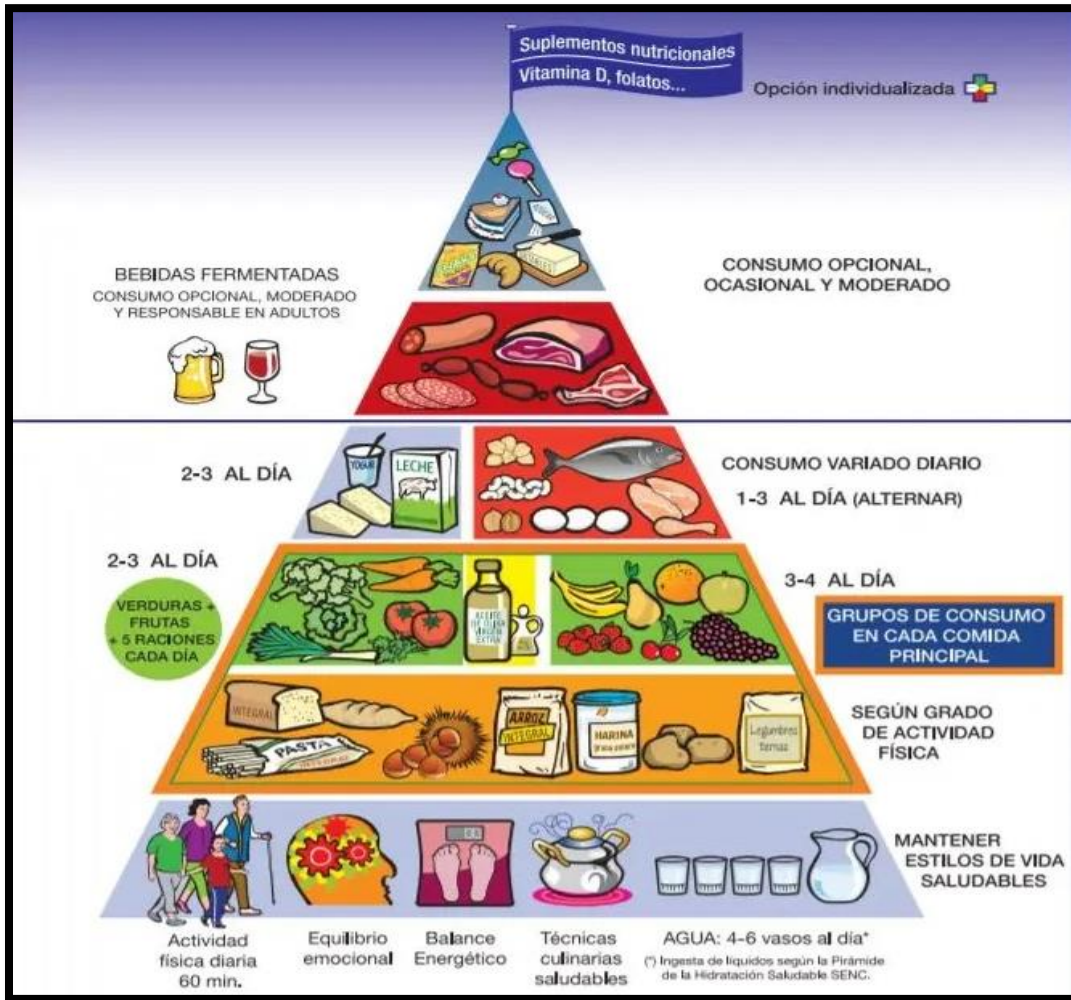 Suplementos nutricionales
Vitamina D, folatos...
Opción individualizada
BEBIDAS FERMENTADAS
CONSUMO OPCIONAL, MODERADO
Y RESPONSABLE EN ADULTOS
CONSUMO OPCIONAL,
OCASIONAL Y MODERADO
2-3 AL DÍA
YOGUR
LECHE
CONSUMO VARIADO DIARIO
1-3 AL DÍA (ALTERNAR)
2-3 AL DÍA
VERDURAS +
FRUTAS
+ 5 RACIONES
CADA DÍA
ACEITE
DE OLIVA
VIRGEN
EXTRA
3-4 AL DÍA
GRUPOS DE CONSUMO
EN CADA COMIDA
PRINCIPAL
INTEGRAL
PASTA
ARROZ
INTEGRAL
HARINA
Legumbres
tiernas
SEGÚN GRADO
DE ACTIVIDAD
FÍSICA
MANTENER
ESTILOS DE VIDA
SALUDABLES
Actividad
física diaria
60 min.
Equilibrio
emocional
Balance
Energético
Técnicas
culinarias
saludables
AGUA: 4-6 vasos al día*
(*) Ingesta de líquidos según la Pirámide
de la Hidratación Saludable SENC.